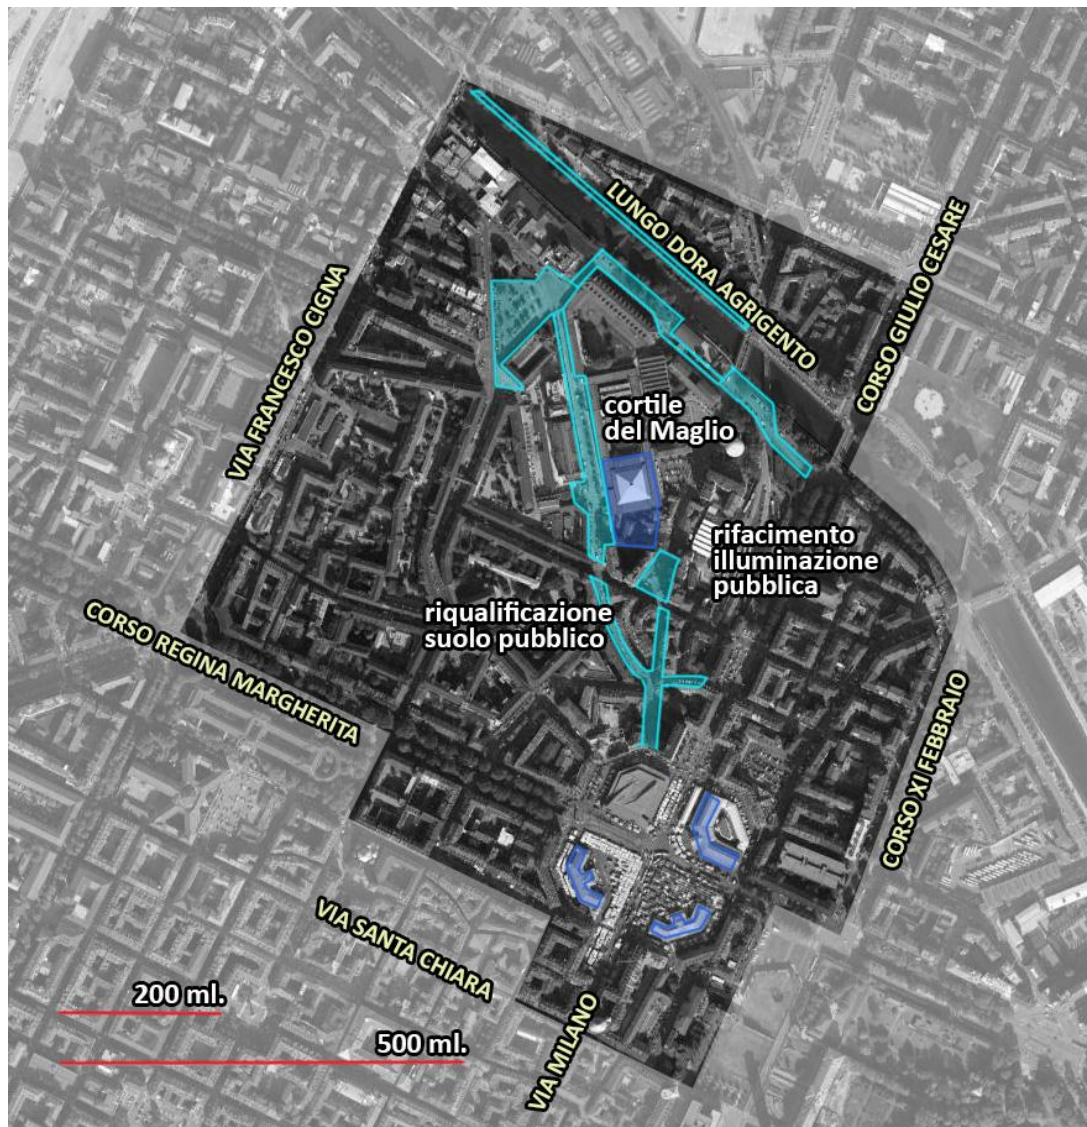 LUNGO DORA AGRIGENTO
CORSO GIULIO CESARE
VIA FRANCESCO CIGNA
cortile
del Maglio
rifacimento
illuminazione
pubblica
riqualificazione
suolo pubblico
CORSO REGINA MARGHERITA
CORSO XI FEBBRAIO
VIA SANTA CHIARA
200 ml.
500 ml.
VIA MILANO